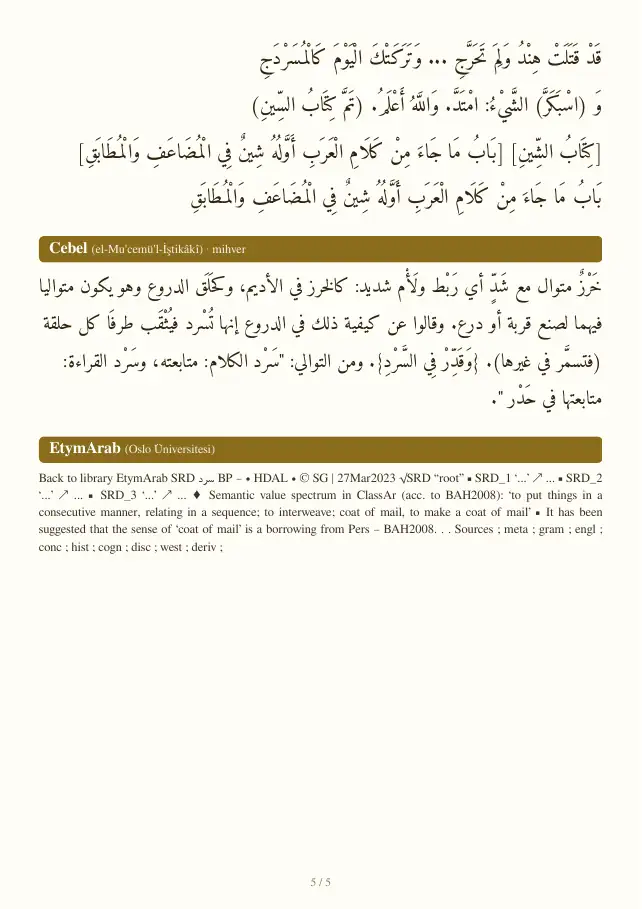 قَدْ قَتَلَتْ هِنْدُ وَلِمَ تَحَرَّجِ ... وَتَرَكَتْكَ الْيَوْمَ كَالْمُسَرْدَجِ
وَ (اسْبَكَرَّ) الشَّيْءُ: امْتَدَّ. وَاللَّهُ أَعْلَمُ. (تَمَّ كِتَابُ السِّينِ)
[كِتَابُ الشِّينِ] [بَابُ مَا جَاءَ مِنْ كَلَامِ الْعَرَبِ أَوَّلُهُ شِينٌ فِي الْمُضَاعَفِ وَالْمُطَابَقِ]
بَابُ مَا جَاءَ مِنْ كَلَامِ الْعَرَبِ أَوَّلُهُ شِينٌ فِي الْمُضَاعَفِ وَالْمُطَابَقِ
Cebel (el-Mu'cemü'l-İştikâkî) · mihver
خَرْزٌ متوال مع شَدٍّ أي رَبْط ولَأْم شديد: كالخرز في الأديم، وكحَلَق الدروع وهو يكون متواليا
فيهما لصنع قربة أو درع. وقالوا عن كيفية ذلك في الدروع إنها تُسْرد فيُثْقَب طرفَا كل حلقة
(فتسمَّر في غيرها). {وَقَدِّرْ فِي السَّرْدِ}. ومن التوالي: "سَرْد الكلام: متابعته، وسَرْد القراءة:
متابعتها في حَدْر".
EtymArab (Oslo Üniversitesi)
Back to library EtymArab SRD سرد BP – • HDAL • © SG | 27Mar2023 √SRD “root” ▪ SRD_1 ‘...’ ↗ ... ▪ SRD_2
‘...’ ↗ ... ▪ SRD_3 ‘...’ ↗ ... ♦ Semantic value spectrum in ClassAr (acc. to BAH2008): ‘to put things in a
consecutive manner, relating in a sequence; to interweave; coat of mail, to make a coat of mail’ ▪ It has been
suggested that the sense of ‘coat of mail’ is a borrowing from Pers – BAH2008. . . Sources ; meta ; gram ; engl ;
conc ; hist ; cogn ; disc ; west ; deriv ;
5 / 5